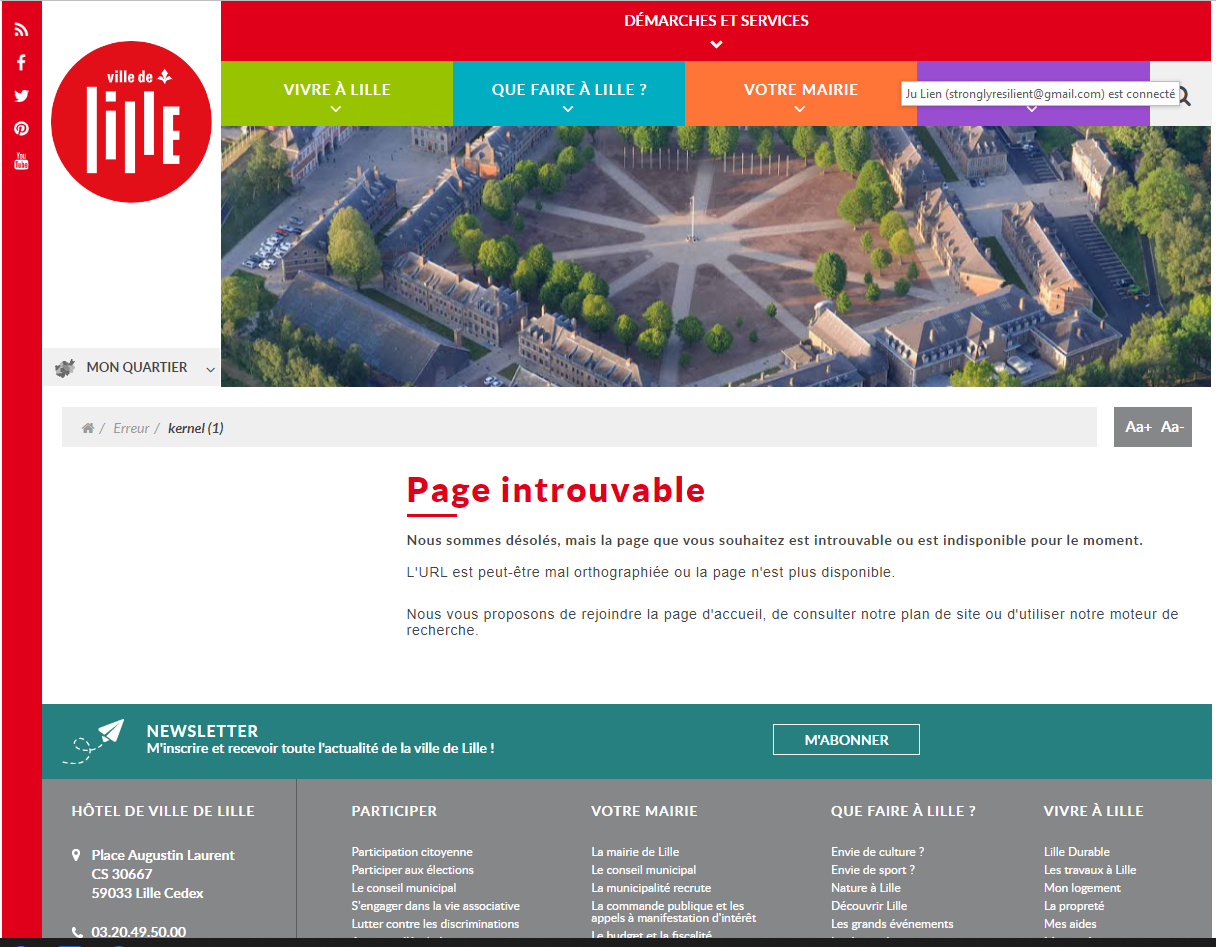 DÉMARCHES ET SERVICES
ville de
lille
VIVRE À LILLE
QUE FAIRE À LILLE ?
VOTRE MAIRIE
Ju Lien (stronglyresilient@gmail.com) est connecté
You
Tube
MON QUARTIER
/ Erreur / kernel (1)
Aa+ Aa-
Page introuvable
Nous sommes désolés, mais la page que vous souhaitez est introuvable ou est indisponible pour le moment.
L'URL est peut-être mal orthographiée ou la page n'est plus disponible.
Nous vous proposons de rejoindre la page d'accueil, de consulter notre plan de site ou d'utiliser notre moteur de
recherche.
NEWSLETTER
M'inscrire et recevoir toute l'actualité de la ville de Lille !
M'ABONNER
HÔTEL DE VILLE DE LILLE
Place Augustin Laurent
CS 30667
59033 Lille Cedex
03.20.49.50.00
PARTICIPER
Participation citoyenne
Participer aux élections
Le conseil municipal
S'engager dans la vie associative
Lutter contre les discriminations
VOTRE MAIRIE
La mairie de Lille
Le conseil municipal
La municipalité recrute
La commande publique et les
appels à manifestation d'intérêt
Le budget et la fiscalité
QUE FAIRE À LILLE ?
Envie de culture ?
Envie de sport ?
Nature à Lille
Découvrir Lille
Les grands événements
VIVRE À LILLE
Lille Durable
Les travaux à Lille
Mon logement
La propreté
Mes aides